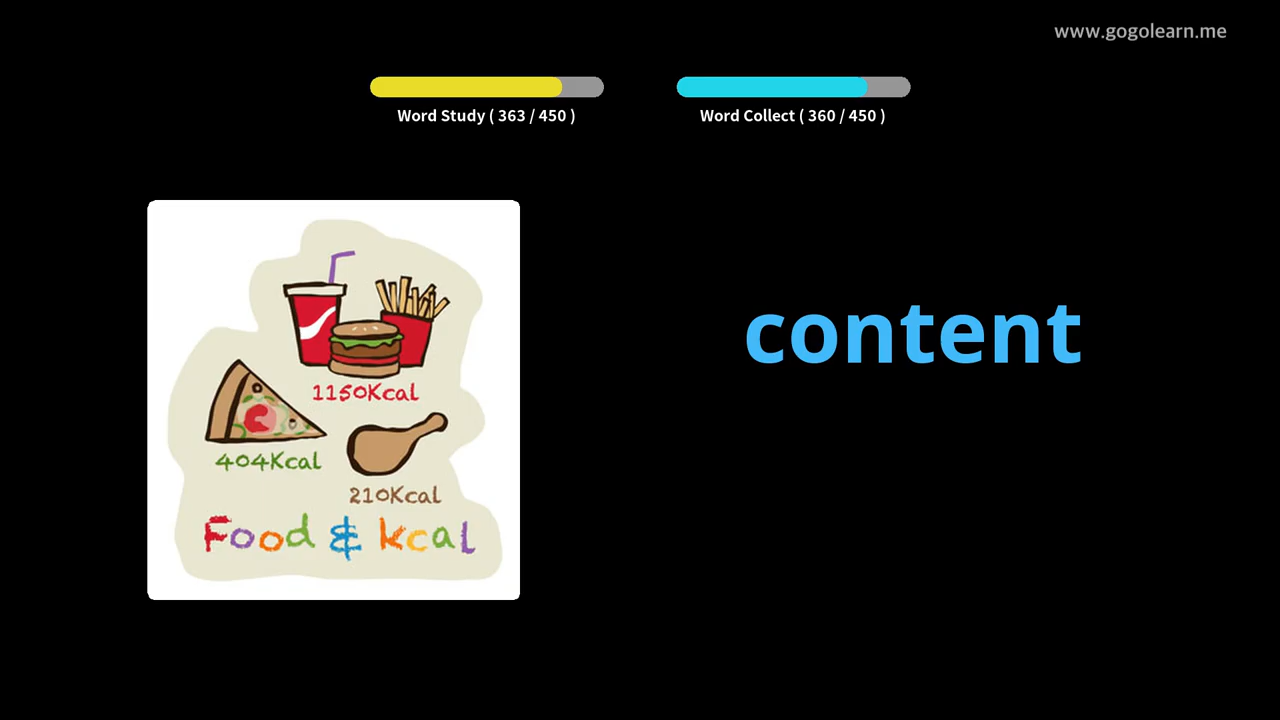 www.gogolearn.me
Word Study ( 363 / 450 )
Word Collect ( 360 / 450 )
1150Kcal
404Kcal
210Kcal
Food & kcal
content